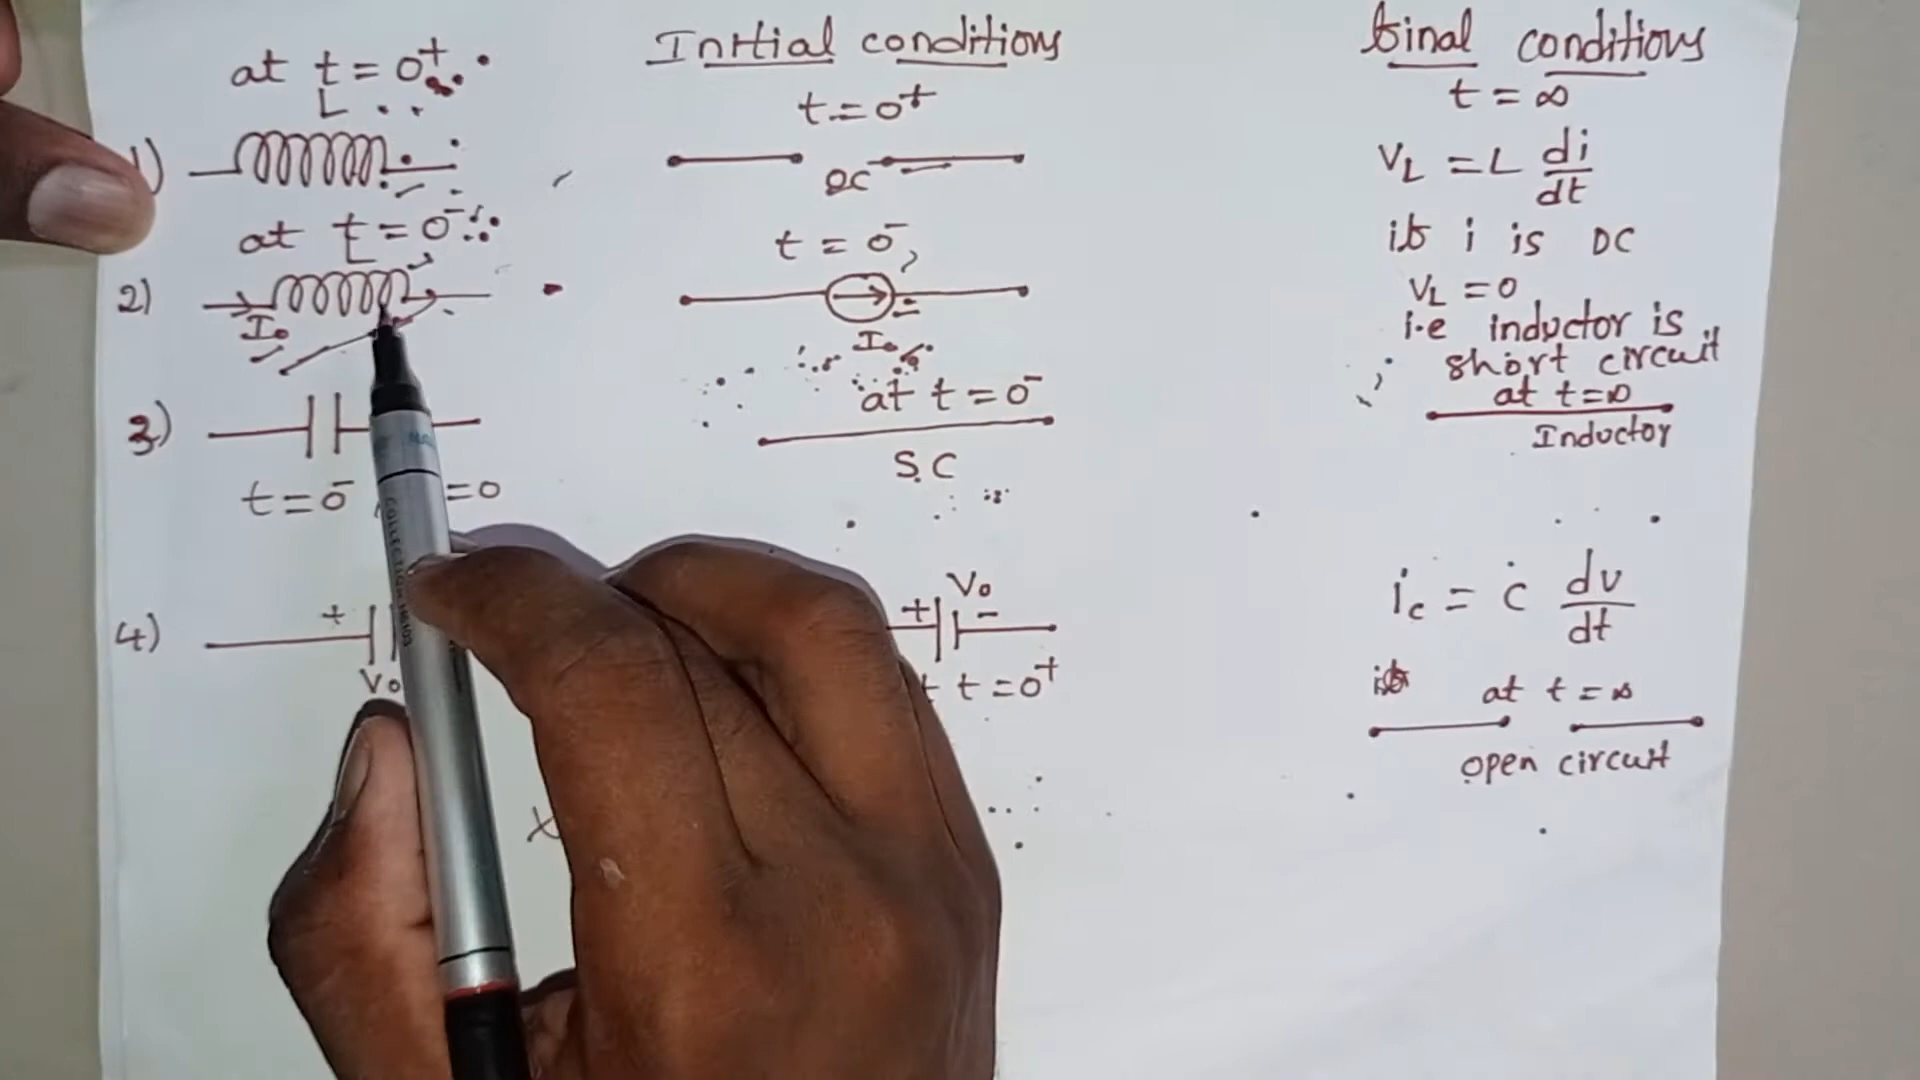 at t = 0+
L
1)
at t = 0-
L
2)
I0
3)
t = 0- =0
4) +
V0
Initial conditions
t = 0+
OC
t = 0-
I0
at t = 0-
S.C
V0
+ -
t = 0+
final conditions
t = ∞
VL = L di/dt
if i is DC
VL = 0
i.e inductor is
short circuit
at t=∞
Inductor
ic = c dv/dt
at t = ∞
open circuit